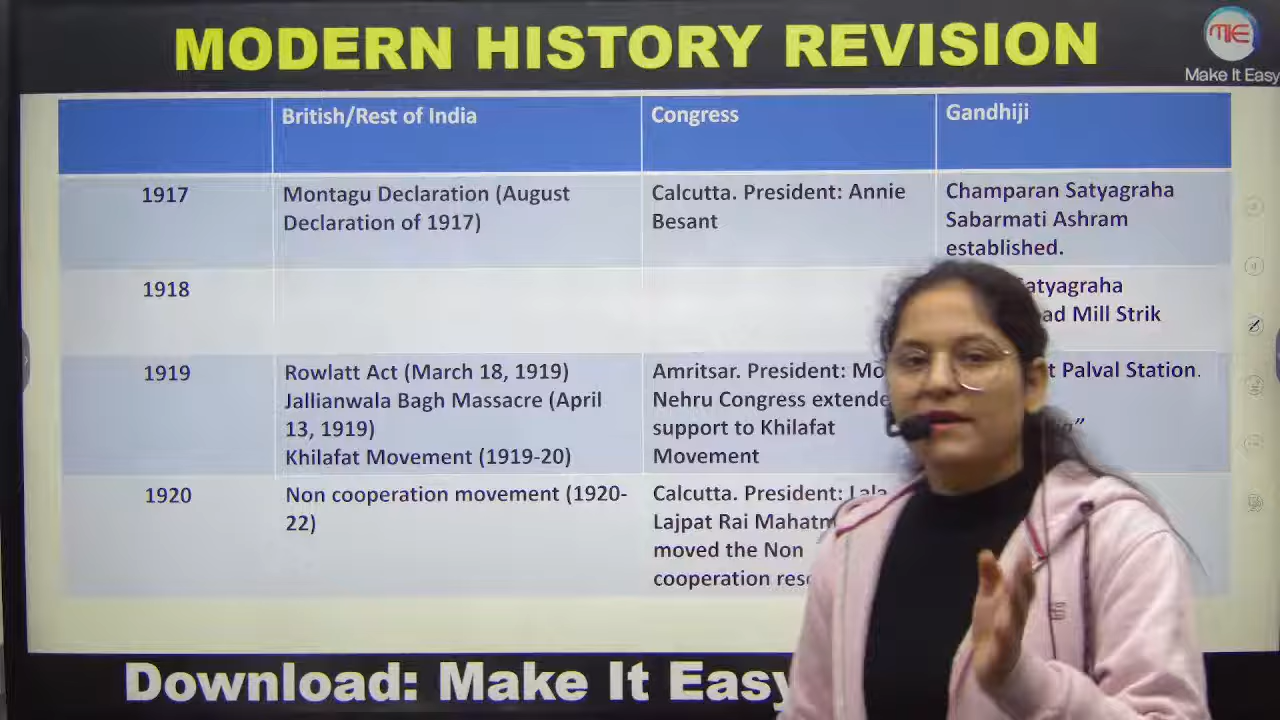 MODERN HISTORY REVISION
Make It Easy
British/Rest of India
Congress
Gandhiji
1917
Montagu Declaration (August
Declaration of 1917)
Calcutta. President: Annie
Besant
Champaran Satyagraha
Sabarmati Ashram
established.
1918
atyagraha
ad Mill Strik
1919
Rowlatt Act (March 18, 1919)
Jallianwala Bagh Massacre (April
13, 1919)
Khilafat Movement (1919-20)
Amritsar. President: Mo
Nehru Congress extende
support to Khilafat
Movement
t Palval Station.
1920
Non cooperation movement (1920-
22)
Calcutta. President: Lala
Lajpat Rai Mahatm
moved the Non
cooperation reso
Download: Make It Easy